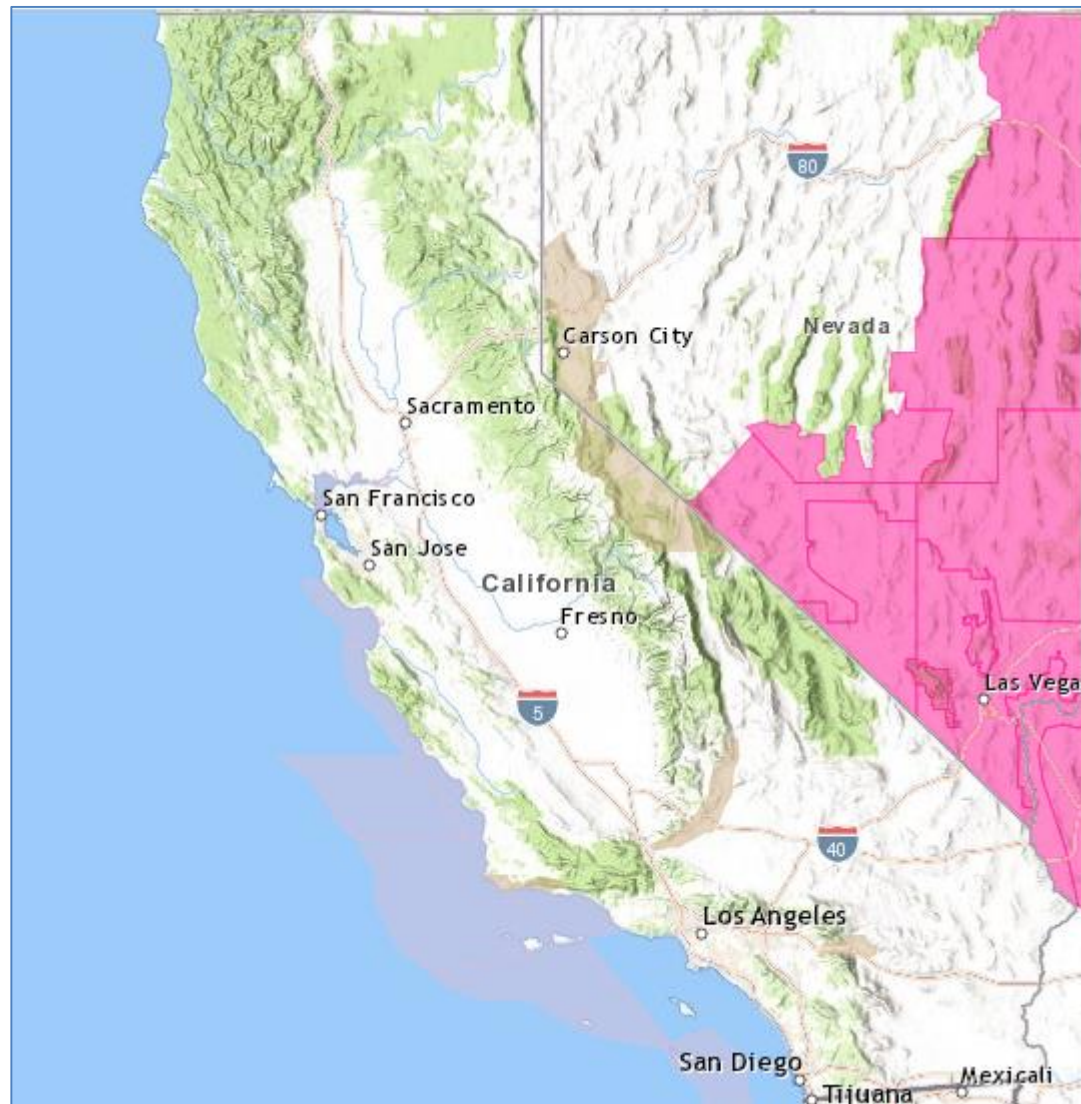 80
Nevada
Carson City
Sacramento
San Francisco
San Jose
California
Fresno
Las Vega
5
40
Los Angeles
San Diego
Mexicali
Tijuana